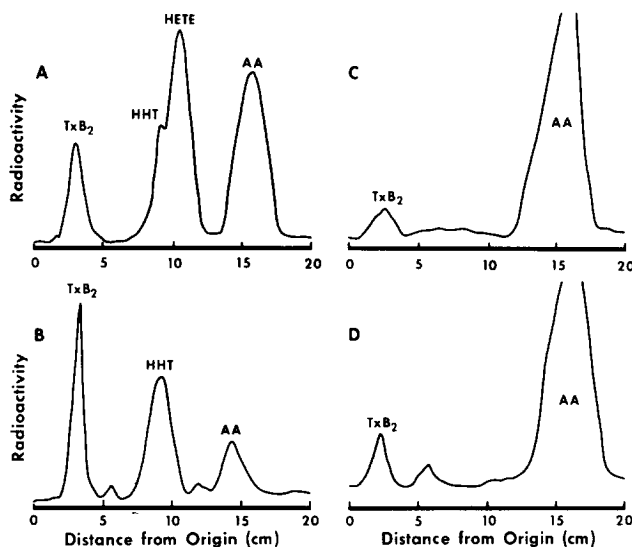 A
Radioactivity
TxB2
HHT
HETE
AA
0 5 10 15 20
C
TxB2
AA
0 5 10 15 20
B
Radioactivity
TxB2
HHT
AA
0 5 10 15 20
Distance from Origin (cm)
D
TxB2
AA
0 5 10 15 20
Distance from Origin (cm)